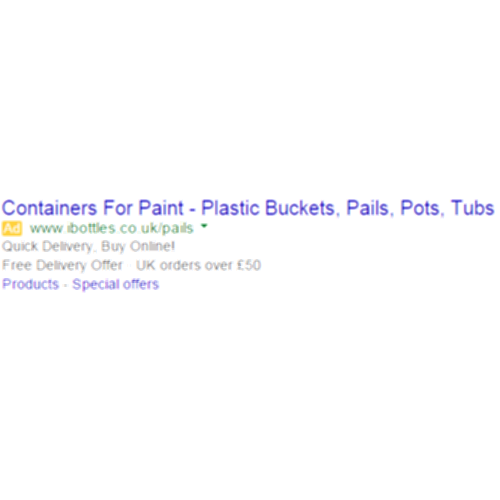 Containers For Paint - Plastic Buckets, Pails, Pots, Tubs
Ad www.ibottles.co.uk/pails
Quick Delivery, Buy Online!
Free Delivery Offer · UK orders over £50
Products · Special offers